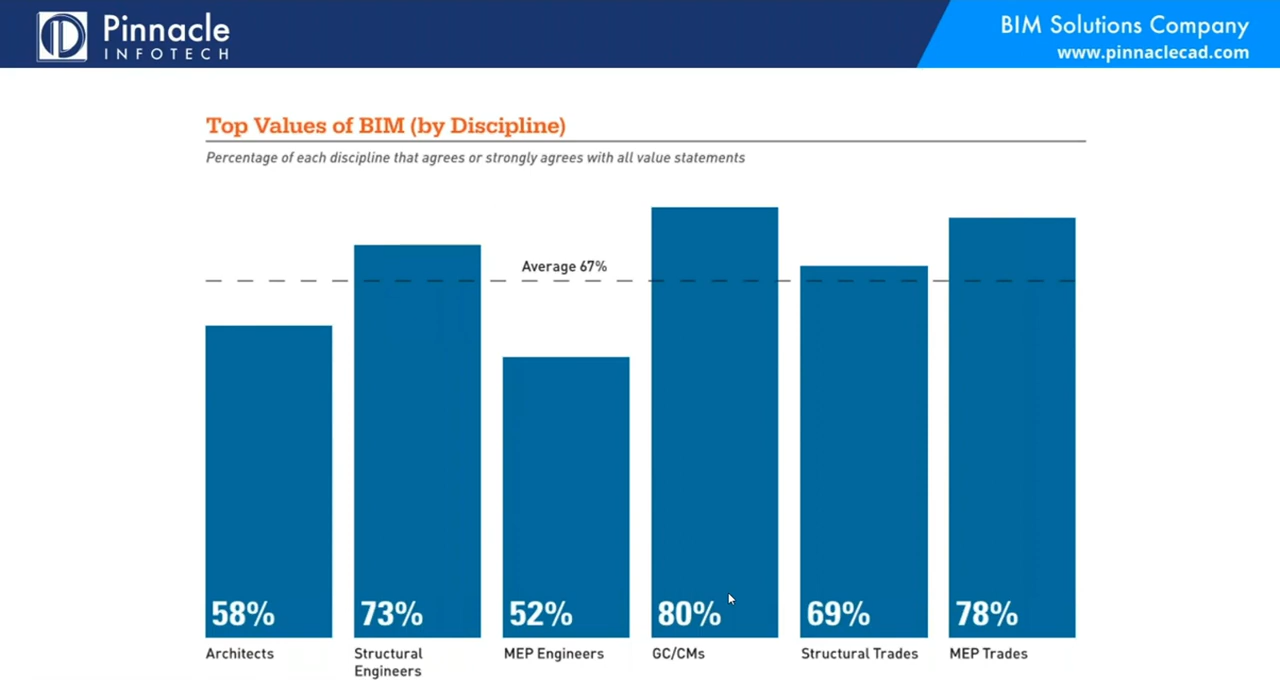 Pinnacle
INFOTECH
BIM Solutions Company
www.pinnaclecad.com
Top Values of BIM (by Discipline)
Percentage of each discipline that agrees or strongly agrees with all value statements
Average 67%
58%
73%
52%
80%
69%
78%
Architects
Structural
Engineers
MEP Engineers
GC/CMs
Structural Trades
MEP Trades